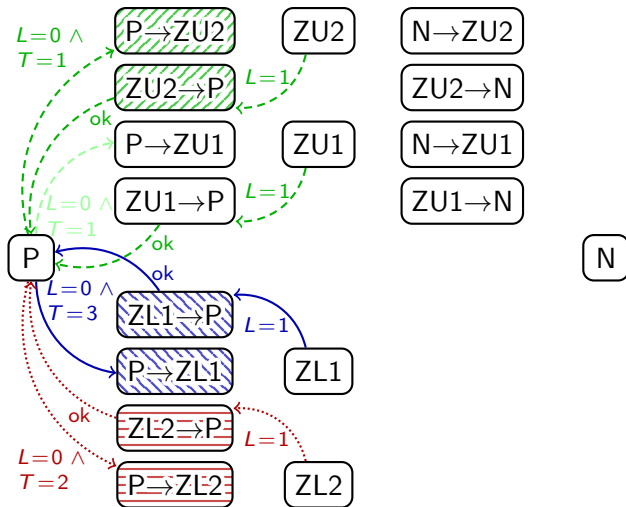 P→ZU2 ZU2 N→ZU2
L=0 ∧
T=1
ZU2→P L=1 ZU2→N
ok
P→ZU1 ZU1 N→ZU1
ZU1→P L=1 ZU1→N
L=0 ∧
T=1
ok
P N
ok
L=0 ∧
T=3
ZL1→P L=1
P→ZL1 ZL1
ok
ZL2→P L=1
L=0 ∧
T=2
P→ZL2 ZL2